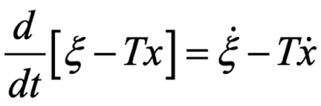 d/dt [ξ − Tx] = ξ̇ − Tẋ